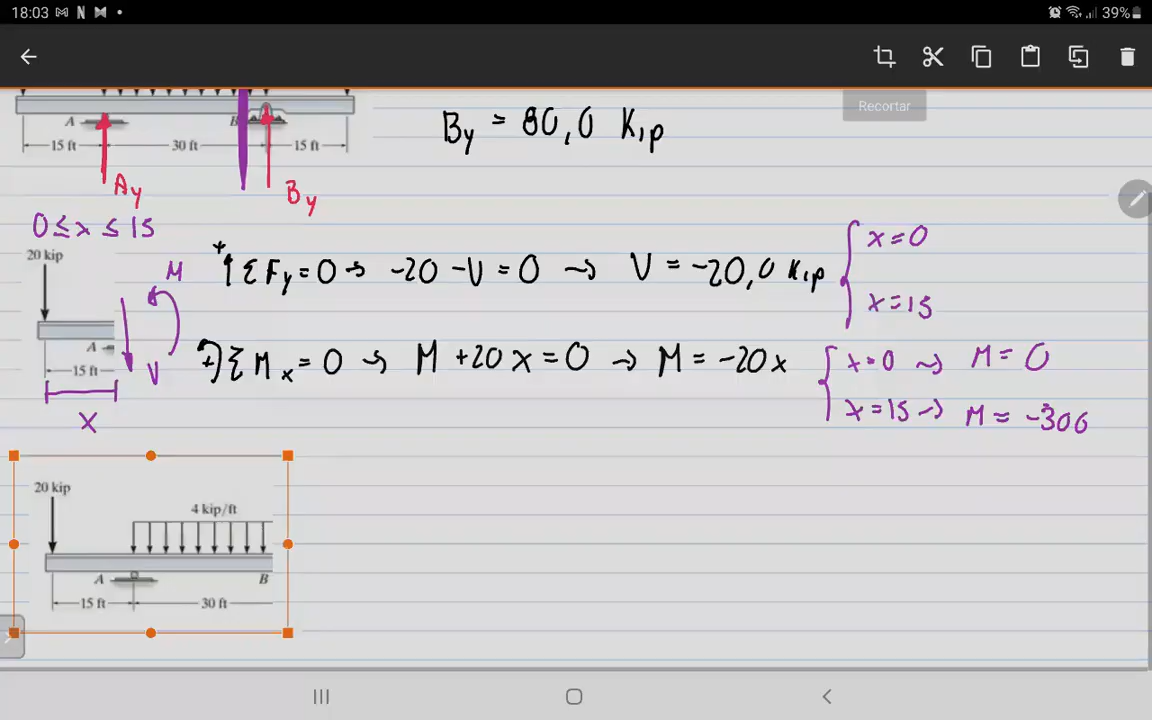 18:03
39%
Recortar
A B
15 ft 30 ft 15 ft
Ay By
By = 80,0 Kip
0 ≤ x ≤ 15
20 kip
M
+↑ΣFy = 0 → -20 - V = 0 → V = -20,0 Kip { x = 0
x = 15
A
15 ft
V
x
+) Σ Mx = 0 → M + 20x = 0 → M = -20x { x = 0 → M = 0
x = 15 → M = -300
20 kip
4 kip/ft
A B
15 ft 30 ft